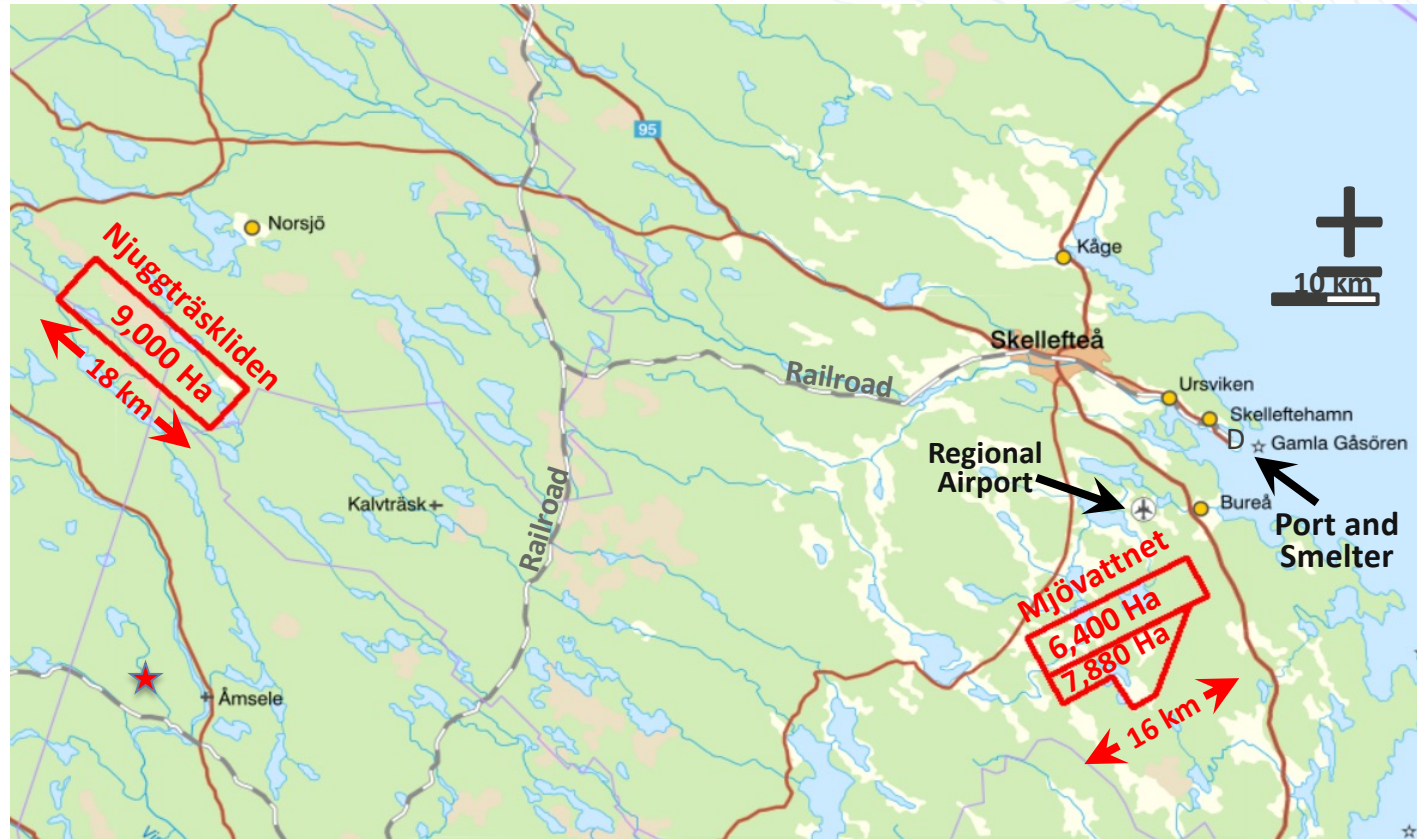 95
Norsjö
Njuggträskliden
9,000 Ha
18 km
Kåge
10 km
Skellefteå
Railroad
Ursviken
Skelleftehamn
D
Gamla Gåsören
Regional
Airport
Port and
Smelter
Bureå
Kalvträsk
Railroad
Mjövattnet
6,400 Ha
7,880 Ha
16 km
Åmsele